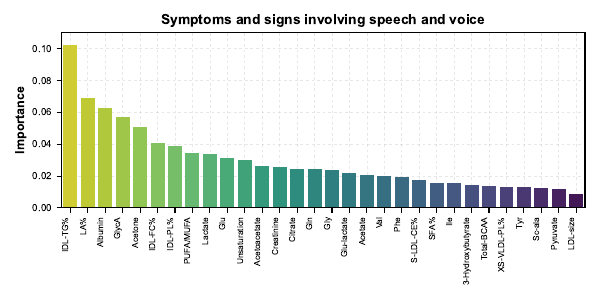 Symptoms and signs involving speech and voice
Importance
0.10
0.08
0.06
0.04
0.02
0.00
IDL-TG%
LA%
Albumin
GlycA
Acetone
IDL-FC%
IDL-PL%
PUFA/MUFA
Lactate
Glu
Unsaturation
Acetoacetate
Creatinine
Citrate
Gln
Gly
Glu-lactate
Acetate
Val
Phe
S-LDL-CE%
SFA%
Ile
3-Hydroxybutyrate
Total-BCAA
XS-VLDL-PL%
Tyr
Sc-ala
Pyruvate
LDL-size